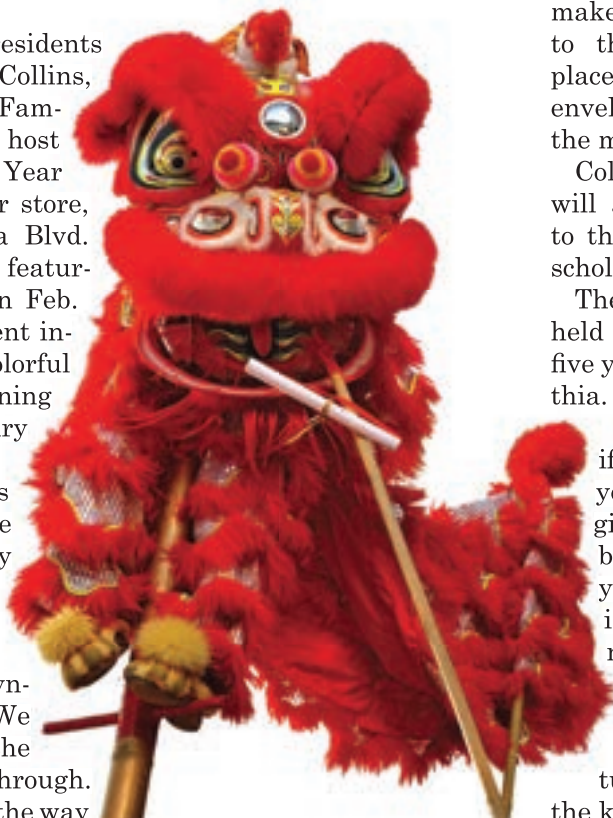 esidents
Collins,
Fam-
host
Year
r store,
a Blvd.
featur-
n Feb.
ent in-
olorful
ning
ry
s
e
y
yn-
We
he
hrough.
the way
make
to th
place
envel
the m
Col
will
to th
schol
The
held
five y
thia.
if
yo
gi
b
y
i
r
tu
the k